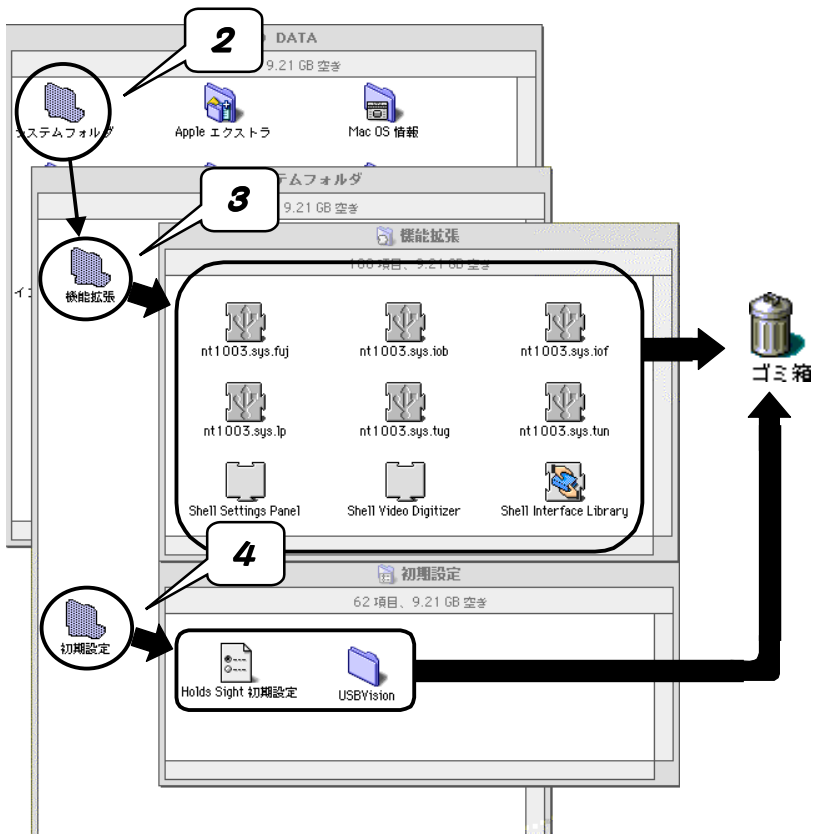 2
DATA
9.21 GB 空き
システムフォルダ
Apple エクストラ
Mac OS 情報
テムフォルダ
3
9.21 GB 空き
機能拡張
100 項目、9.21 GB 空き
機能拡張
nt1003.sys.fuj
nt1003.sys.iob
nt1003.sys.iof
ゴミ箱
nt1003.sys.lp
nt1003.sys.tug
nt1003.sys.tun
Shell Settings Panel
Shell Video Digitizer
Shell Interface Library
4
初期設定
62 項目、9.21 GB 空き
初期設定
Holds Sight 初期設定
USBVision